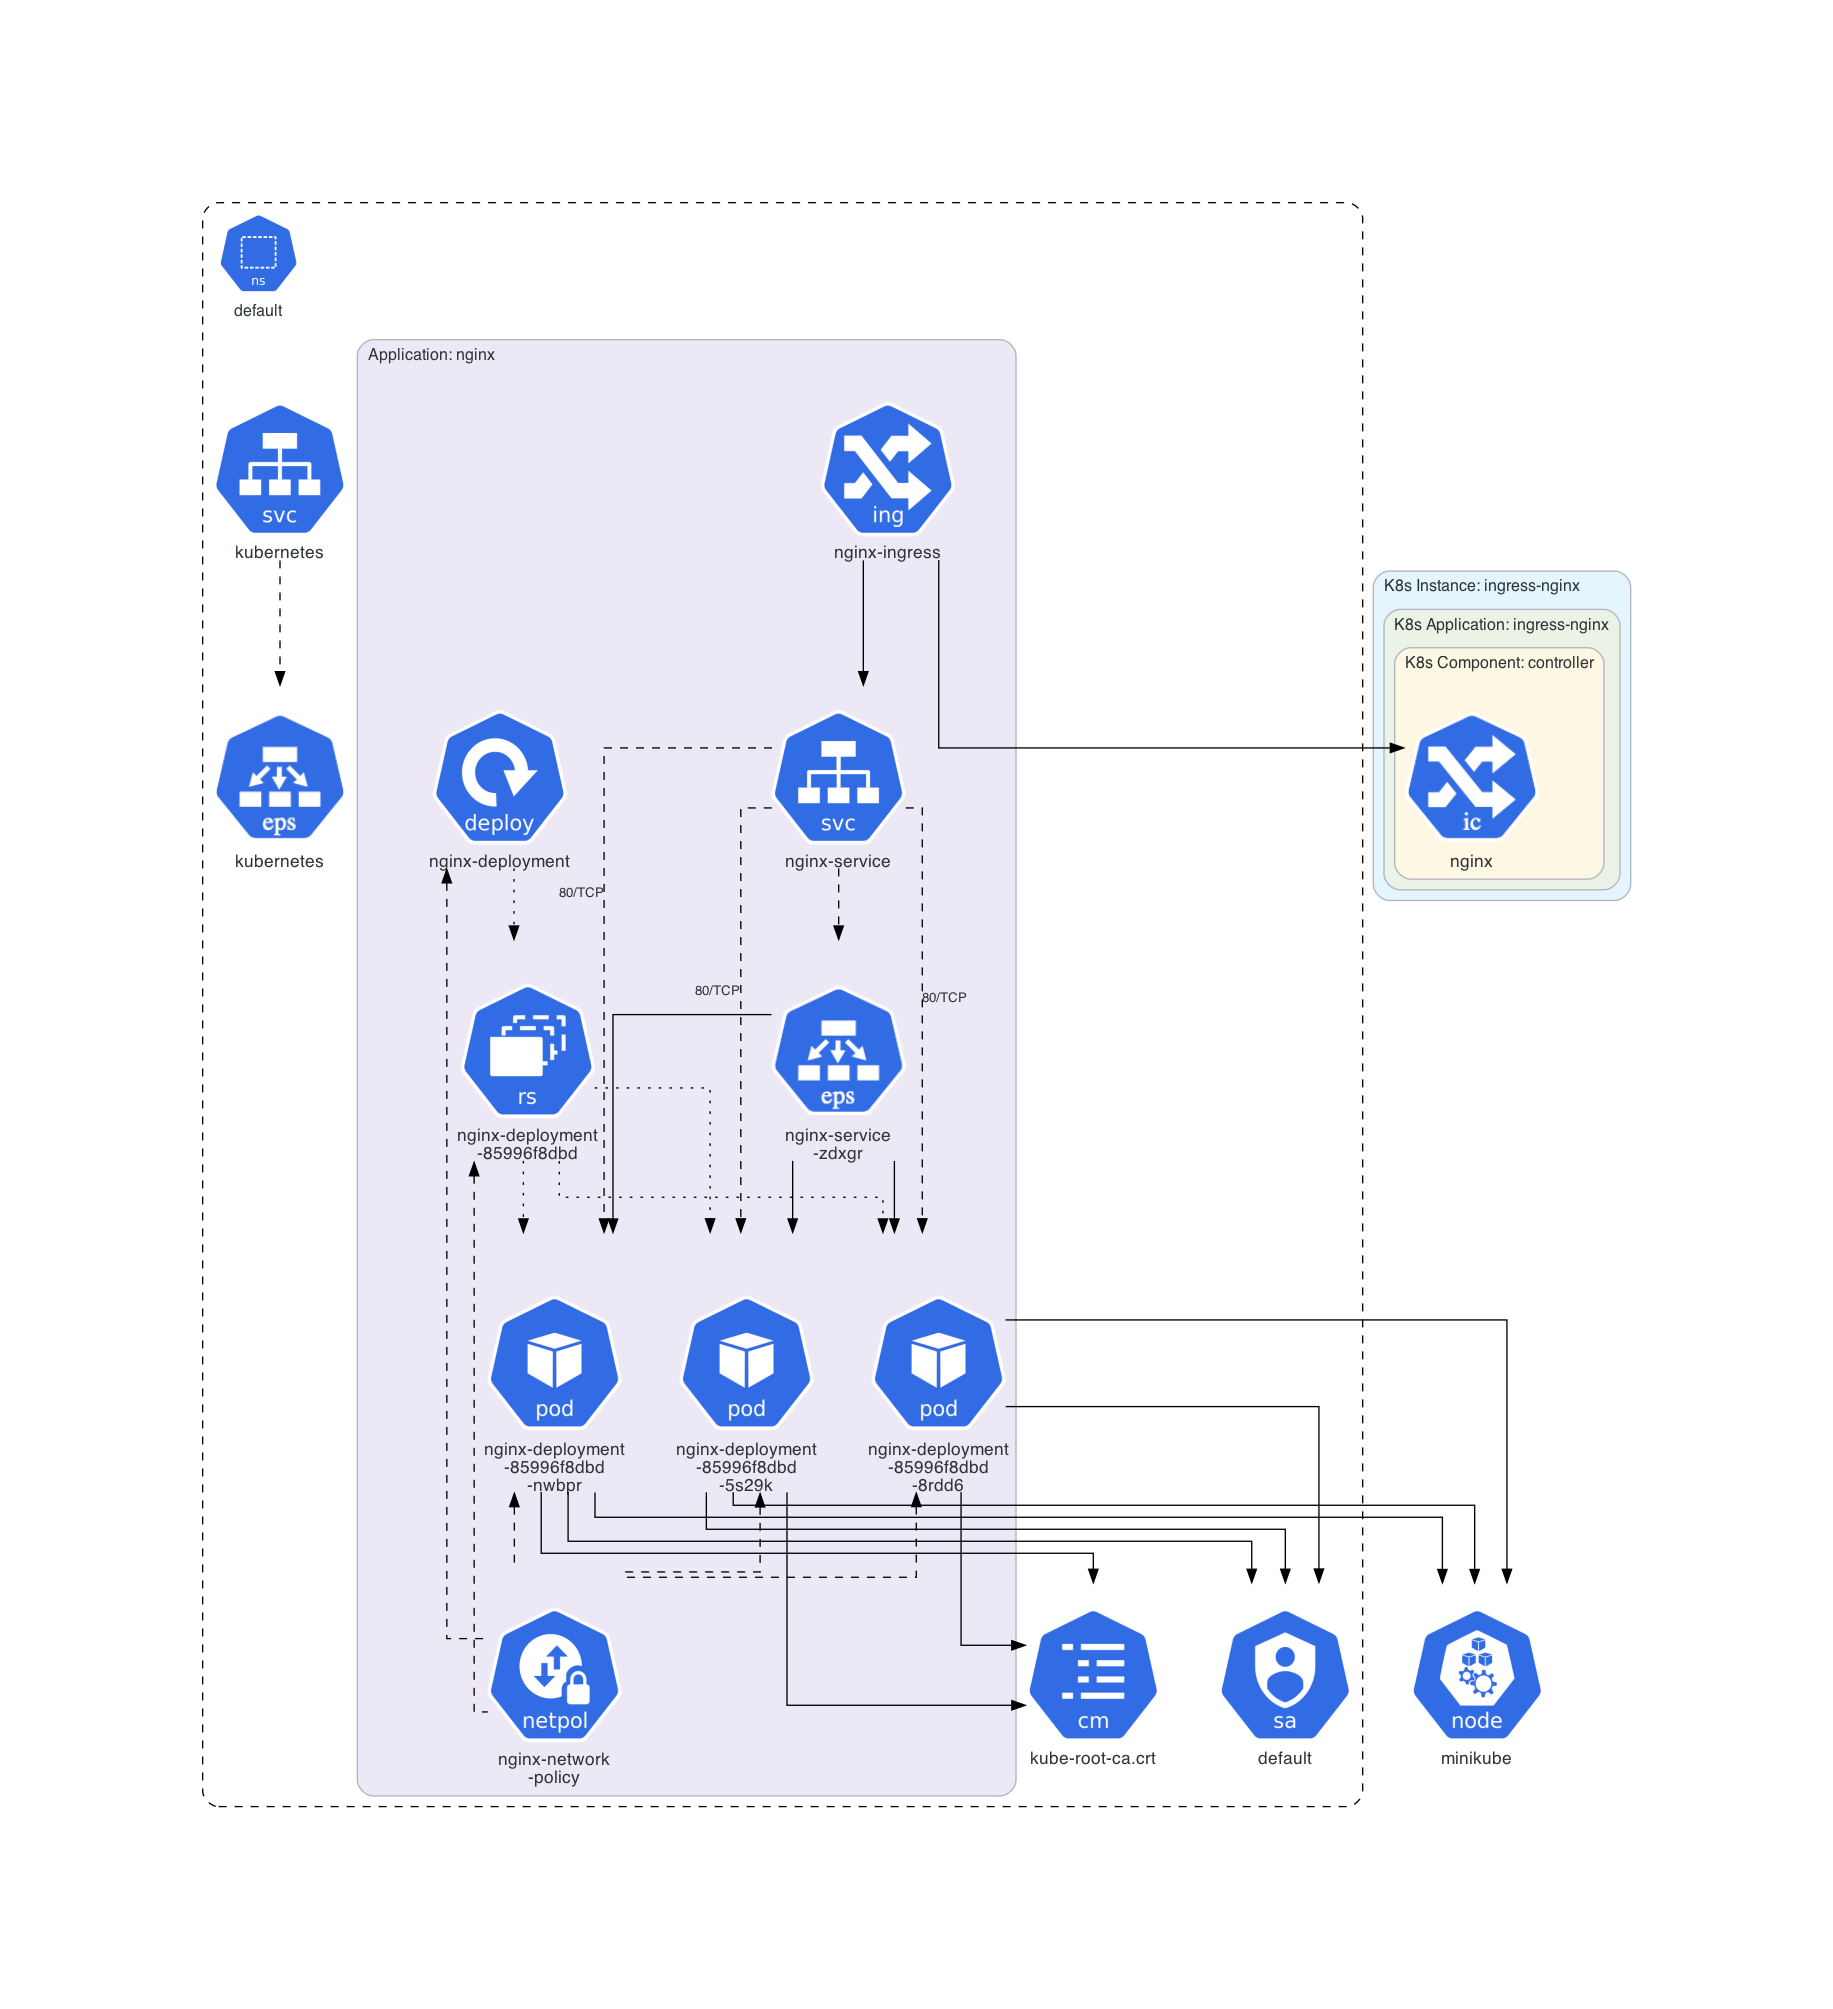 ns
default
Application: nginx
svc
kubernetes
ing
nginx-ingress
K8s Instance: ingress-nginx
K8s Application: ingress-nginx
K8s Component: controller
eps
kubernetes
deploy
nginx-deployment
svc
nginx-service
ic
nginx
80/TCP
80/TCP
80/TCP
rs
nginx-deployment
-85996f8dbd
eps
nginx-service
-zdxgr
pod
nginx-deployment
-85996f8dbd
-nwbpr
pod
nginx-deployment
-85996f8dbd
-5s29k
pod
nginx-deployment
-85996f8dbd
-8rdd6
netpol
nginx-network
-policy
cm
kube-root-ca.crt
sa
default
node
minikube